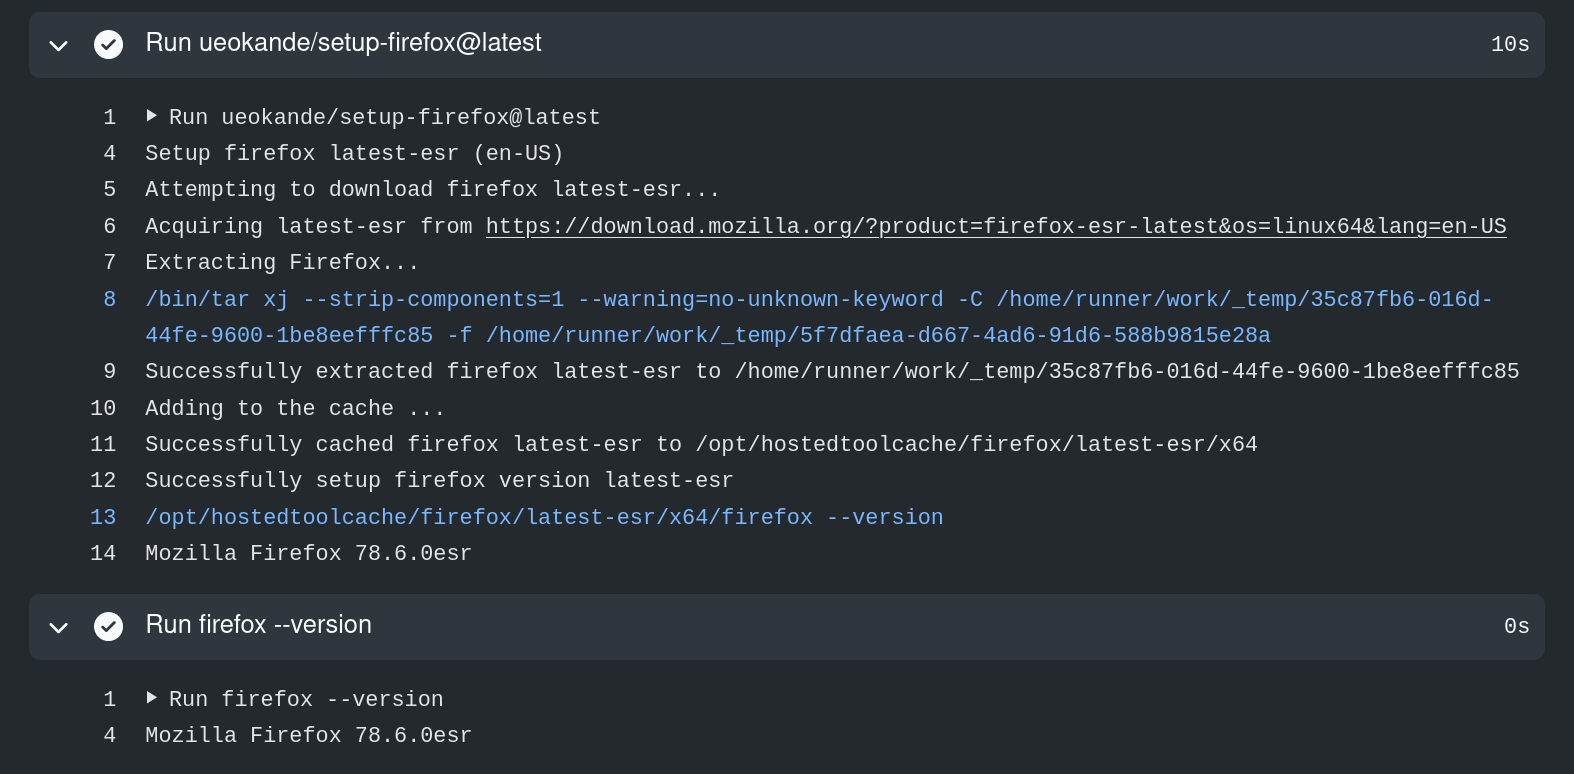 Run ueokande/setup-firefox@latest 10s
1 Run ueokande/setup-firefox@latest
4 Setup firefox latest-esr (en-US)
5 Attempting to download firefox latest-esr...
6 Acquiring latest-esr from https://download.mozilla.org/?product=firefox-esr-latest&os=linux64&lang=en-US
7 Extracting Firefox...
8 /bin/tar xj --strip-components=1 --warning=no-unknown-keyword -C /home/runner/work/_temp/35c87fb6-016d-
44fe-9600-1be8eefffc85 -f /home/runner/work/_temp/5f7dfaea-d667-4ad6-91d6-588b9815e28a
9 Successfully extracted firefox latest-esr to /home/runner/work/_temp/35c87fb6-016d-44fe-9600-1be8eefffc85
10 Adding to the cache ...
11 Successfully cached firefox latest-esr to /opt/hostedtoolcache/firefox/latest-esr/x64
12 Successfully setup firefox version latest-esr
13 /opt/hostedtoolcache/firefox/latest-esr/x64/firefox --version
14 Mozilla Firefox 78.6.0esr
Run firefox --version 0s
1 Run firefox --version
4 Mozilla Firefox 78.6.0esr